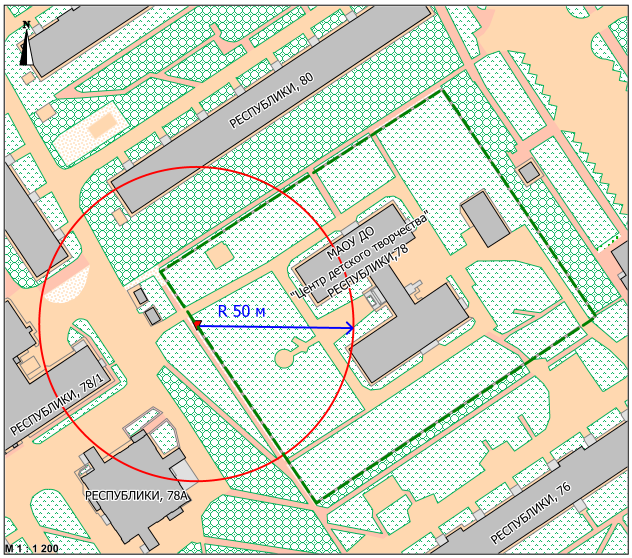 N
РЕСПУБЛИКИ, 80
МАОУ ДО
"Центр детского творчества"
РЕСПУБЛИКИ,78
R 50 м
РЕСПУБЛИКИ, 78/1
РЕСПУБЛИКИ, 78А
РЕСПУБЛИКИ, 76
М 1 : 1 200